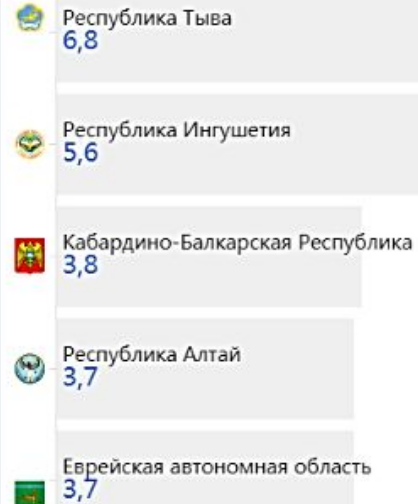 Республика Тыва
6,8
Республика Ингушетия
5,6
Кабардино-Балкарская Республика
3,8
Республика Алтай
3,7
Еврейская автономная область
3,7